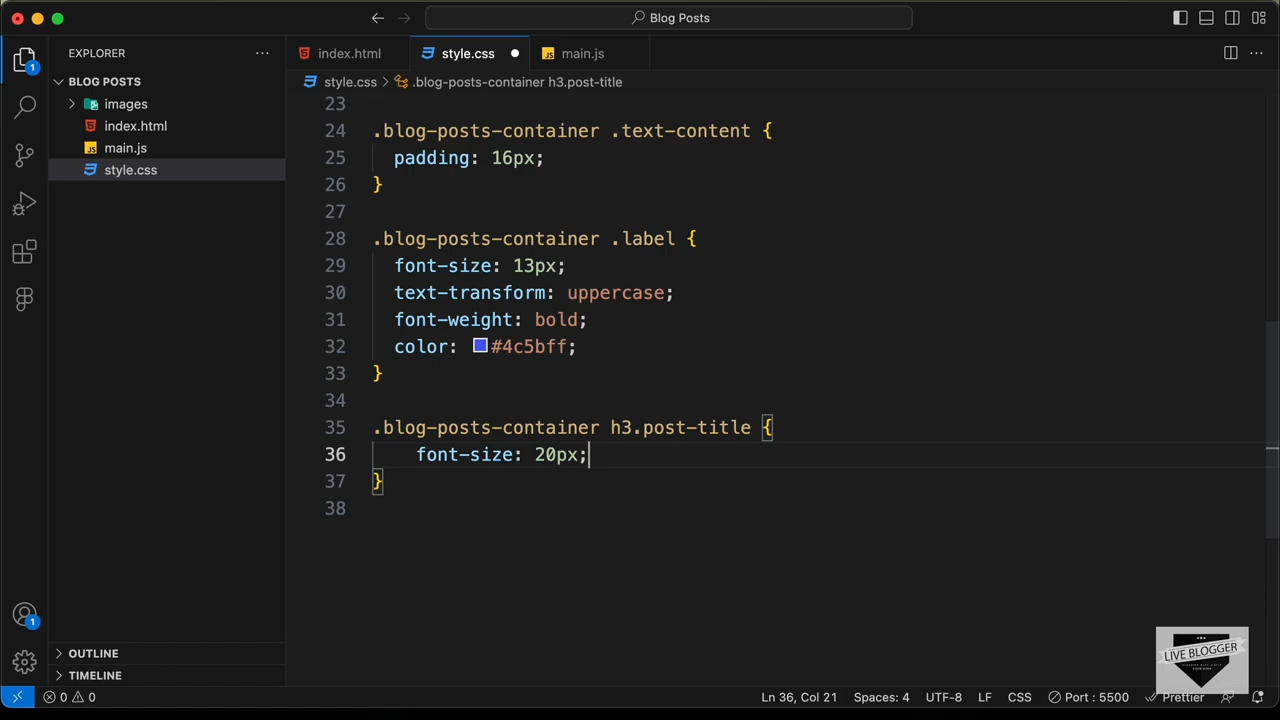 Blog Posts
EXPLORER
index.html
style.css
main.js
BLOG POSTS
style.css
.blog-posts-container h3.post-title
images
index.html
main.js
style.css
1
23
24 .blog-posts-container .text-content {
25 padding: 16px;
26 }
27
28 .blog-posts-container .label {
29 font-size: 13px;
30 text-transform: uppercase;
31 font-weight: bold;
32 color: #4c5bff;
33 }
34
35 .blog-posts-container h3.post-title {
36 font-size: 20px;
37 }
38
1
OUTLINE
TIMELINE
LIVE BLOGGER
0 0
Ln 36, Col 21 Spaces: 4 UTF-8 LF CSS Port : 5500 Prettier